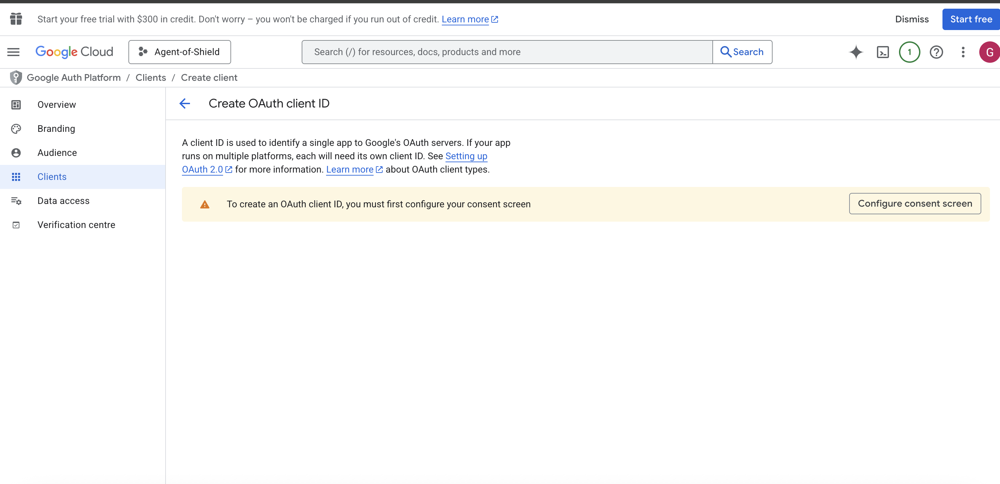 Start your free trial with $300 in credit. Don't worry – you won't be charged if you run out of credit. Learn more
Dismiss
Start free
Google Cloud
Agent-of-Shield
Search (/) for resources, docs, products and more
Search
1
G
Google Auth Platform / Clients / Create client
Overview
Branding
Audience
Clients
Data access
Verification centre
Create OAuth client ID
A client ID is used to identify a single app to Google's OAuth servers. If your app
runs on multiple platforms, each will need its own client ID. See Setting up
OAuth 2.0 for more information. Learn more about OAuth client types.
To create an OAuth client ID, you must first configure your consent screen
Configure consent screen